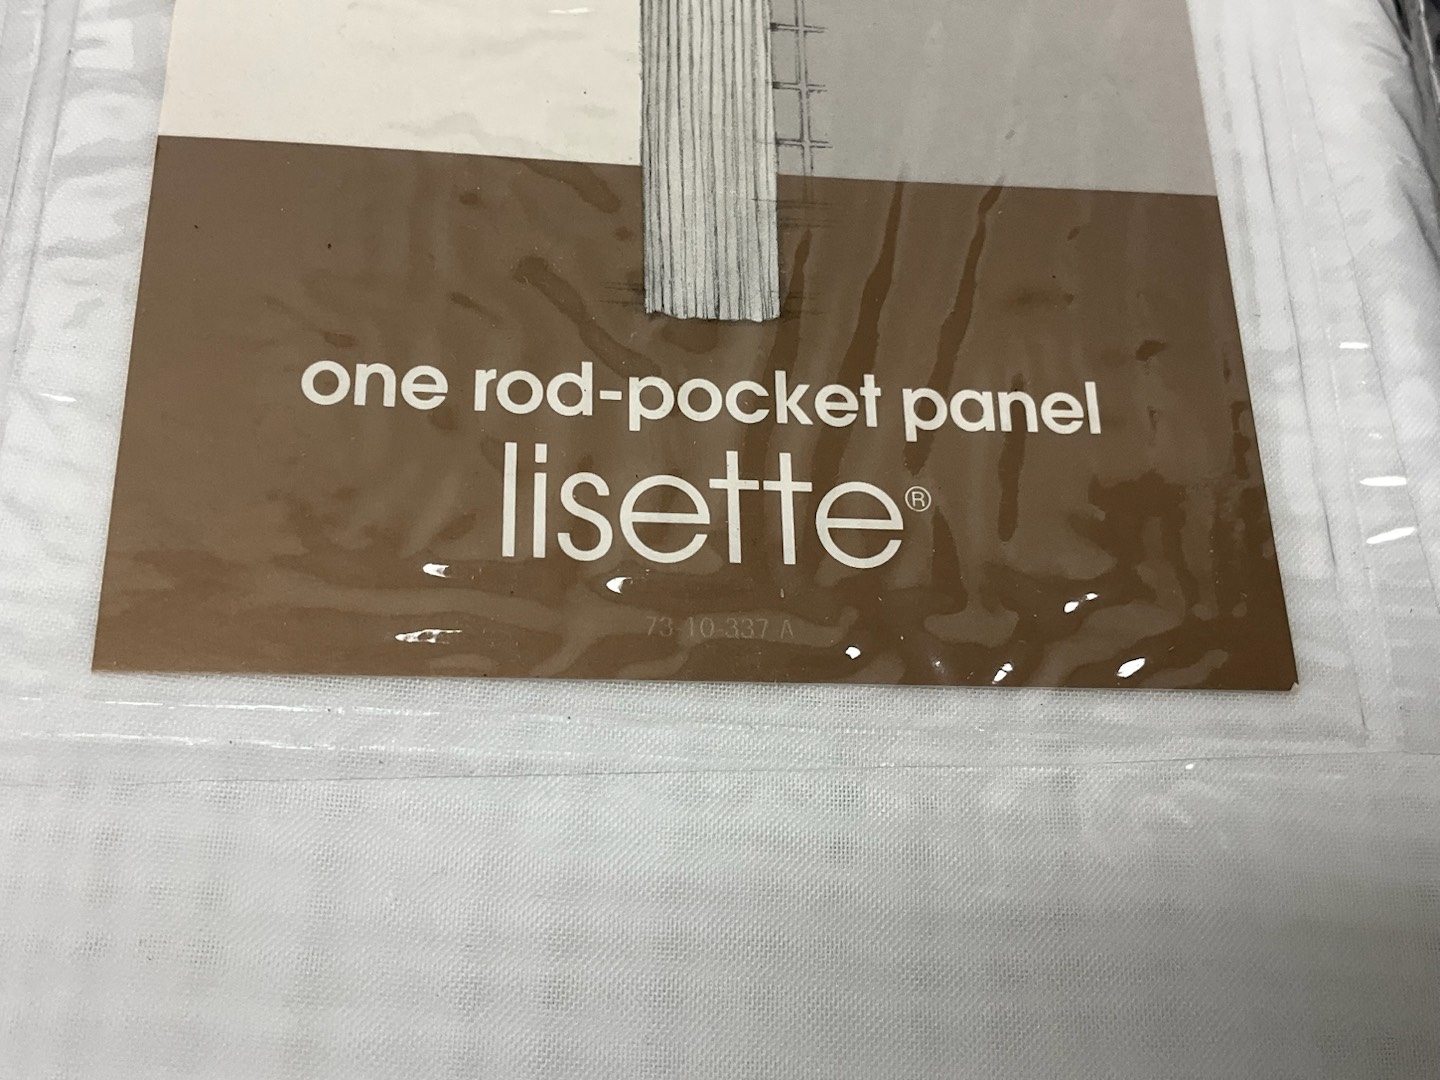 one rod-pocket panel
lisette®
73-10-337 A